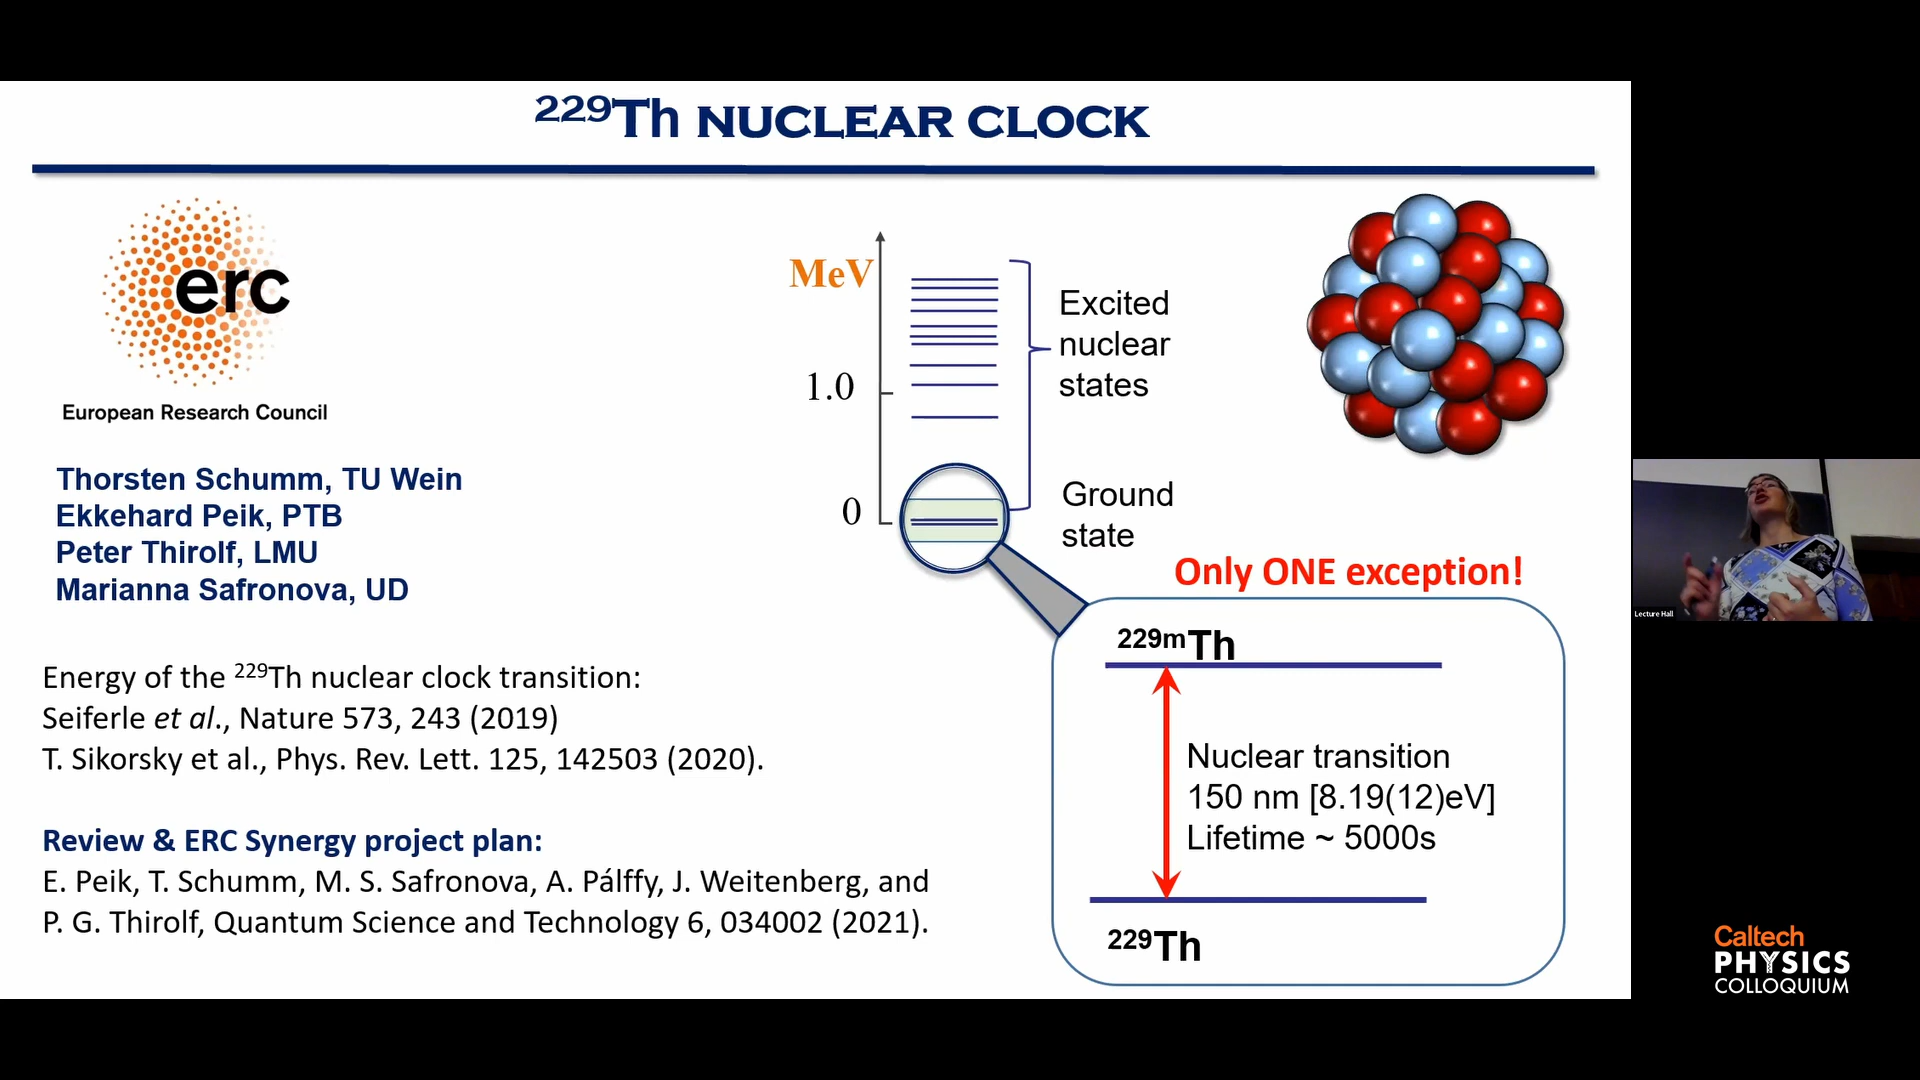 ²²⁹Th NUCLEAR CLOCK
erc
European Research Council
Thorsten Schumm, TU Wein
Ekkehard Peik, PTB
Peter Thirolf, LMU
Marianna Safronova, UD
Energy of the ²²⁹Th nuclear clock transition:
Seiferle et al., Nature 573, 243 (2019)
T. Sikorsky et al., Phys. Rev. Lett. 125, 142503 (2020).
Review & ERC Synergy project plan:
E. Peik, T. Schumm, M. S. Safronova, A. Pálffy, J. Weitenberg, and
P. G. Thirolf, Quantum Science and Technology 6, 034002 (2021).
MeV
1.0
0
Excited
nuclear
states
Ground
state
Only ONE exception!
²²⁹ᵐTh
Nuclear transition
150 nm [8.19(12)eV]
Lifetime ~ 5000s
²²⁹Th
Lecture Hall
Caltech
PHYSICS
COLLOQUIUM